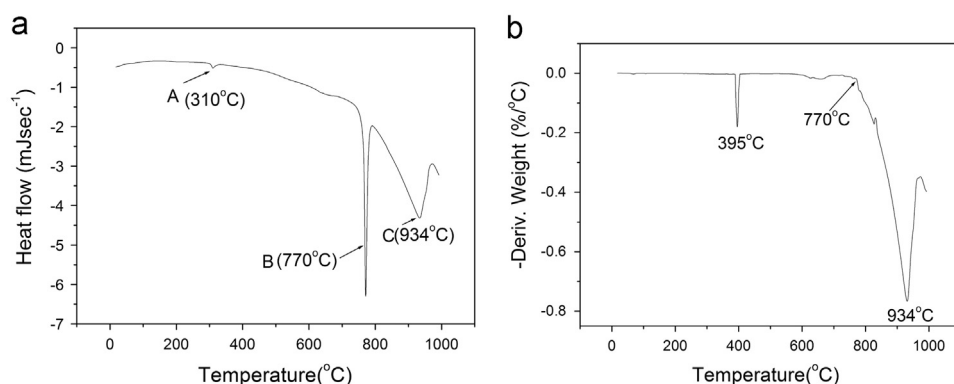 a
0
-1
-2
-3
-4
-5
-6
-7
Heat flow (mJsec⁻¹)
A (310°C)
B (770°C)
C(934°C)
0 200 400 600 800 1000
Temperature(°C)
b
0.0
-0.2
-0.4
-0.6
-0.8
-Deriv. Weight (%/°C)
395°C
770°C
934°C
0 200 400 600 800 1000
Temperature(°C)